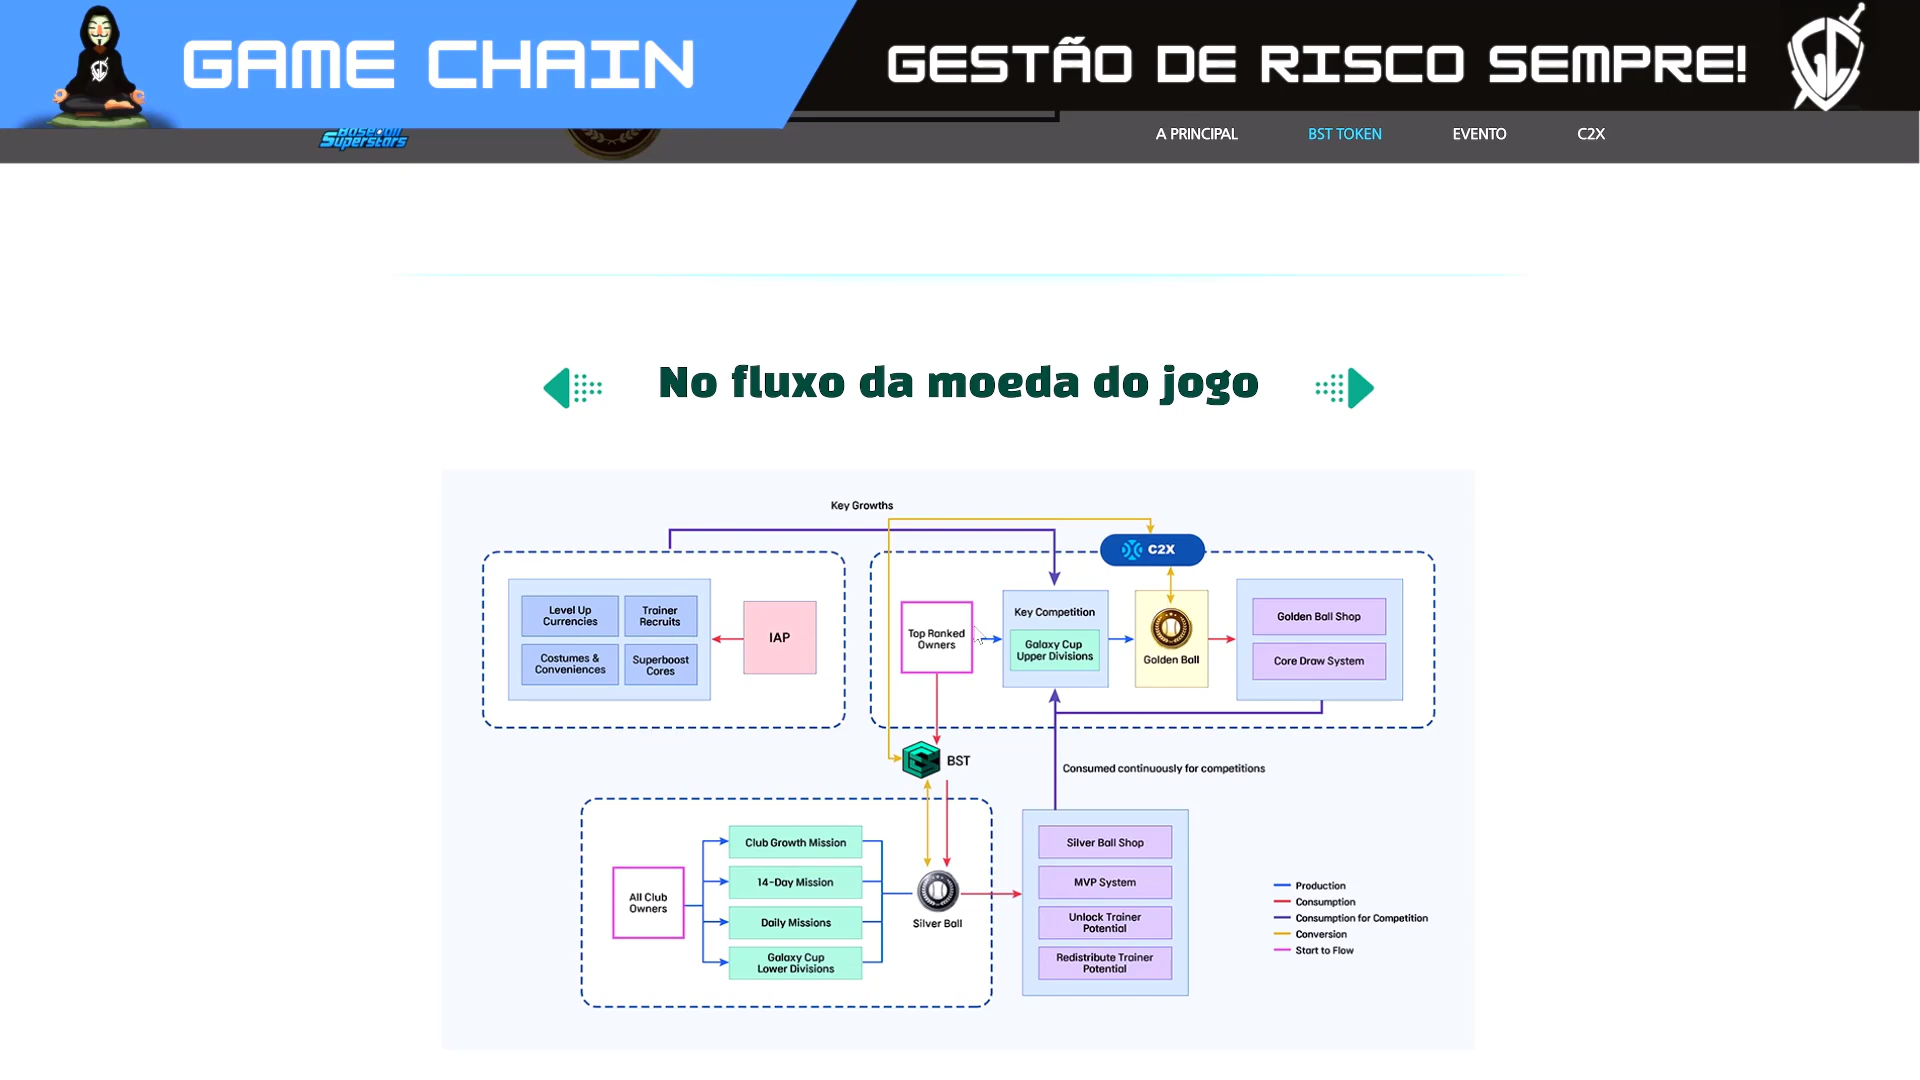 GAME CHAIN
GESTÃO DE RISCO SEMPRE!
Baseball
Superstars
A PRINCIPAL
BST TOKEN
EVENTO
C2X
No fluxo da moeda do jogo
Key Growths
C2X
Level Up
Currencies
Trainer
Recruits
Costumes &
Conveniences
Superboost
Cores
IAP
Top Ranked
Owners
Key Competition
Galaxy Cup
Upper Divisions
Golden Ball
Golden Ball Shop
Core Draw System
BST
Consumed continuously for competitions
All Club
Owners
Club Growth Mission
14-Day Mission
Daily Missions
Galaxy Cup
Lower Divisions
Silver Ball
Silver Ball Shop
MVP System
Unlock Trainer
Potential
Redistribute Trainer
Potential
Production
Consumption
Consumption for Competition
Conversion
Start to Flow